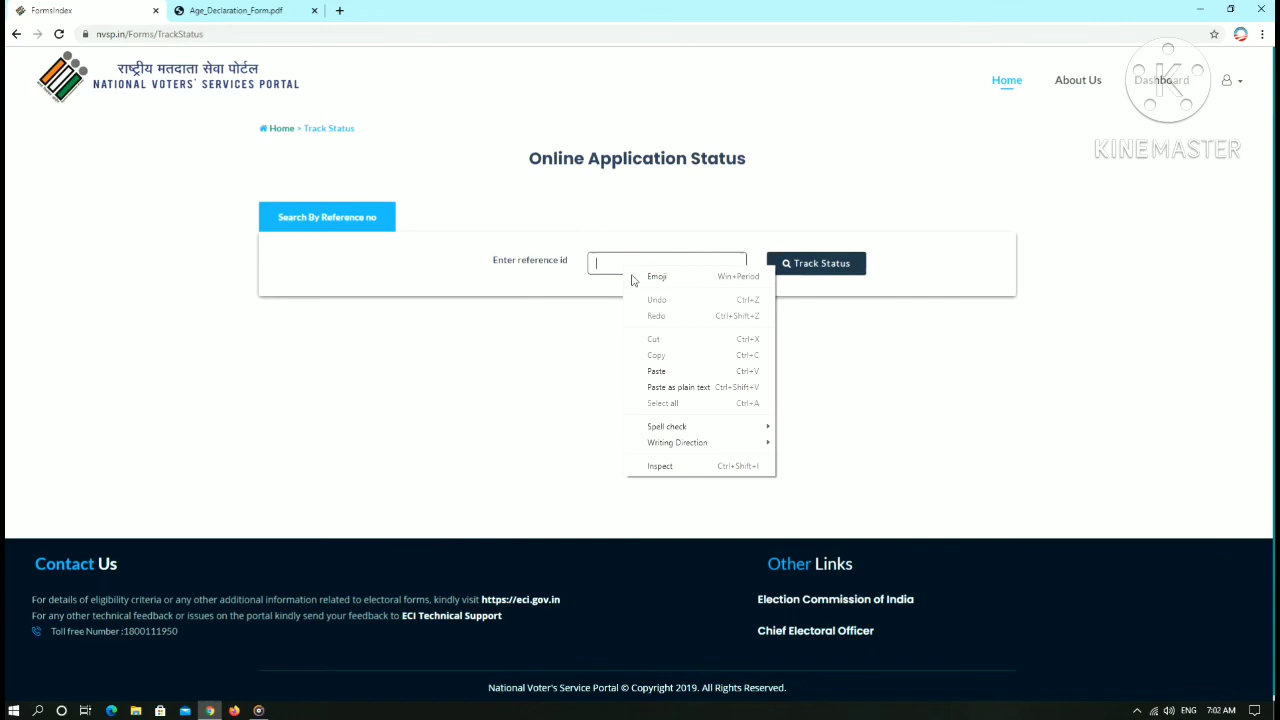 FormsIndex
Age_Declaration_Form.pdf
nvsp.in/Forms/TrackStatus
राष्ट्रीय मतदाता सेवा पोर्टल
NATIONAL VOTERS' SERVICES PORTAL
Home
About Us
Dashboard
K
KINEMASTER
Home > Track Status
Online Application Status
Search By Reference no
Enter reference id
Track Status
Emoji Win+Period
Undo Ctrl+Z
Redo Ctrl+Shift+Z
Cut Ctrl+X
Copy Ctrl+C
Paste Ctrl+V
Paste as plain text Ctrl+Shift+V
Select all Ctrl+A
Spell check
Writing Direction
Inspect Ctrl+Shift+I
Contact Us
For details of eligibility criteria or any other additional information related to electoral forms, kindly visit https://eci.gov.in
For any other technical feedback or issues on the portal kindly send your feedback to ECI Technical Support
Toll free Number :1800111950
Other Links
Election Commission of India
Chief Electoral Officer
National Voter's Service Portal © Copyright 2019. All Rights Reserved.
ENG 7:02 AM